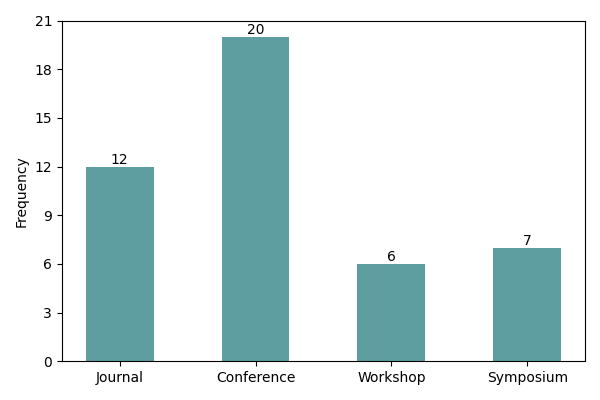 Frequency
21
18
15
12
9
6
3
0
12
20
6
7
Journal
Conference
Workshop
Symposium